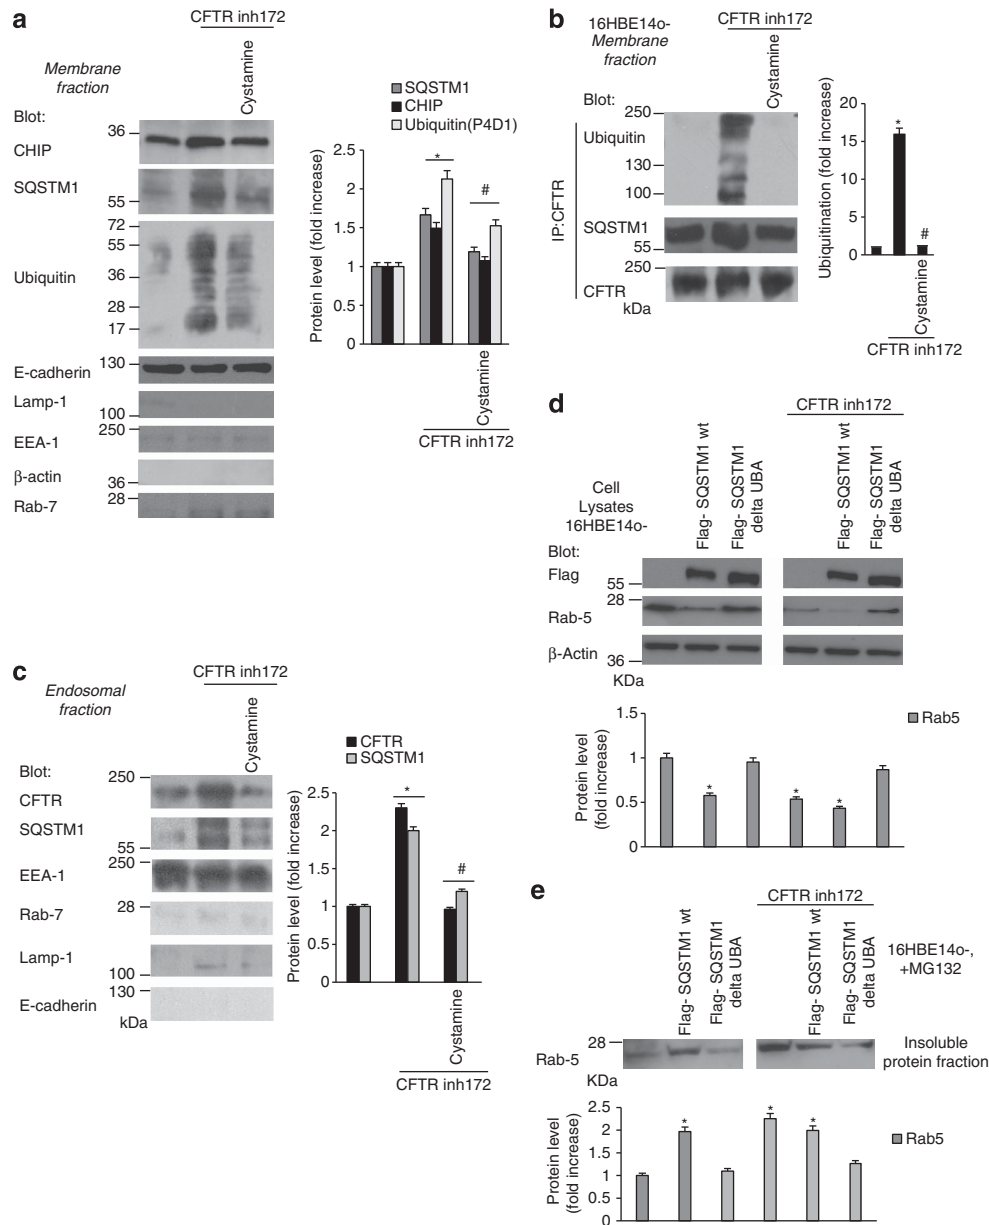 a
CFTR inh172
Membrane
fraction
Cystamine
Blot:
CHIP
36
SQSTM1
55
Ubiquitin
72
55
36
28
17
E-cadherin
130
Lamp-1
100
EEA-1
250
β-actin
36
Rab-7
28
SQSTM1
CHIP
Ubiquitin(P4D1)
Protein level (fold increase)
2.5
2
1.5
1
0.5
0
*
#
Cystamine
CFTR inh172
b
16HBE14o-
Membrane
fraction
CFTR inh172
Cystamine
Blot:
IP:CFTR
Ubiquitin
250
130
100
SQSTM1
55
CFTR
250
kDa
Ubiquitination (fold increase)
20
15
10
5
0
*
#
Cystamine
CFTR inh172
c
Endosomal
fraction
CFTR inh172
Cystamine
Blot:
CFTR
250
SQSTM1
55
EEA-1
250
Rab-7
28
Lamp-1
100
E-cadherin
130
kDa
CFTR
SQSTM1
Protein level (fold increase)
2.5
2
1.5
1
0.5
0
*
#
Cystamine
CFTR inh172
d
CFTR inh172
Cell
Lysates
16HBE14o-
Flag- SQSTM1 wt
Flag- SQSTM1
delta UBA
Flag- SQSTM1 wt
Flag- SQSTM1
delta UBA
Blot:
Flag
55
Rab-5
28
β-Actin
36
KDa
Protein level
(fold increase)
1.5
1
0.5
0
*
*
*
Rab5
e
CFTR inh172
Flag- SQSTM1 wt
Flag- SQSTM1
delta UBA
Flag- SQSTM1 wt
Flag- SQSTM1
delta UBA
16HBE14o-,
+MG132
Rab-5
28
KDa
Insoluble
protein fraction
Protein level
(fold increase)
2.5
2
1.5
1
0.5
0
*
*
*
Rab5